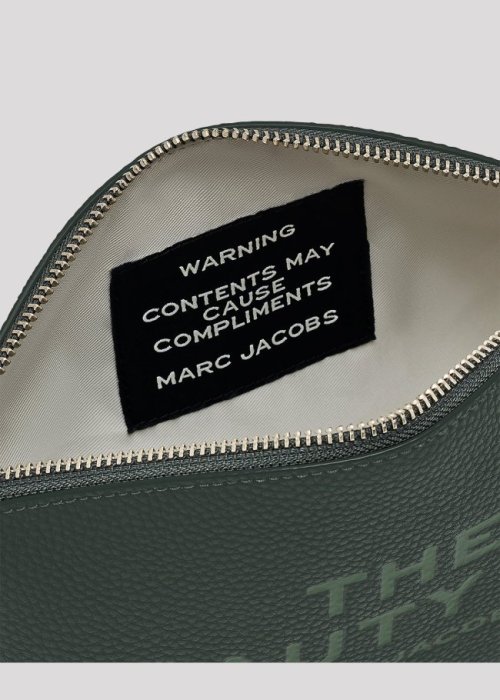 WARNING
CONTENTS MAY
CAUSE
COMPLIMENTS
MARC JACOBS
THE